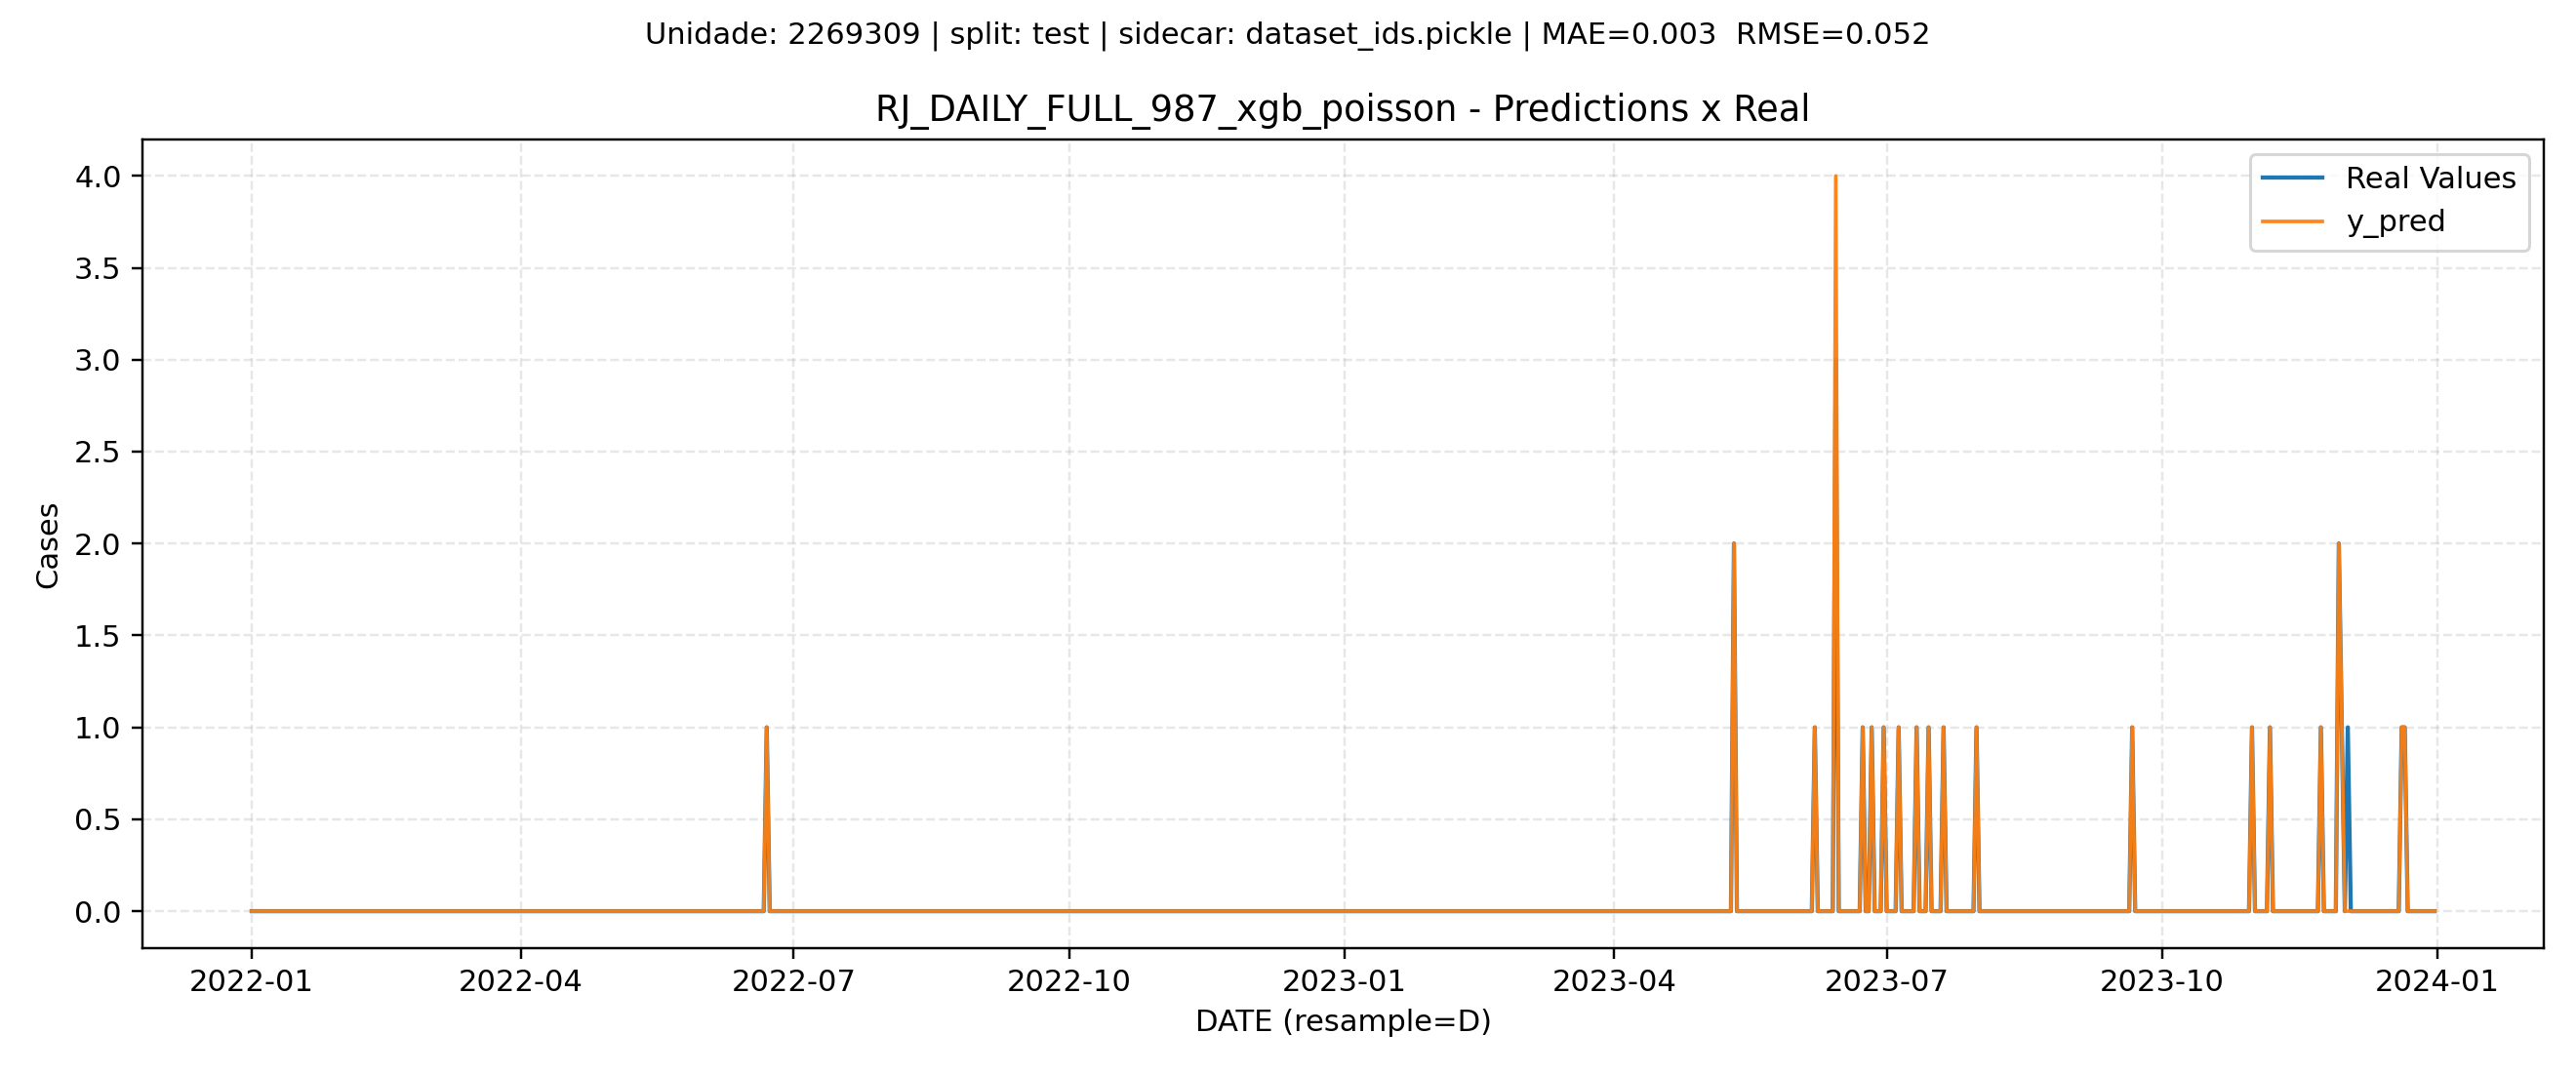 Unidade: 2269309 | split: test | sidecar: dataset_ids.pickle | MAE=0.003  RMSE=0.052
RJ_DAILY_FULL_987_xgb_poisson - Predictions x Real
Real Values
y_pred
4.0
3.5
3.0
2.5
2.0
1.5
1.0
0.5
0.0
Cases
2022-01 2022-04 2022-07 2022-10 2023-01 2023-04 2023-07 2023-10 2024-01
DATE (resample=D)